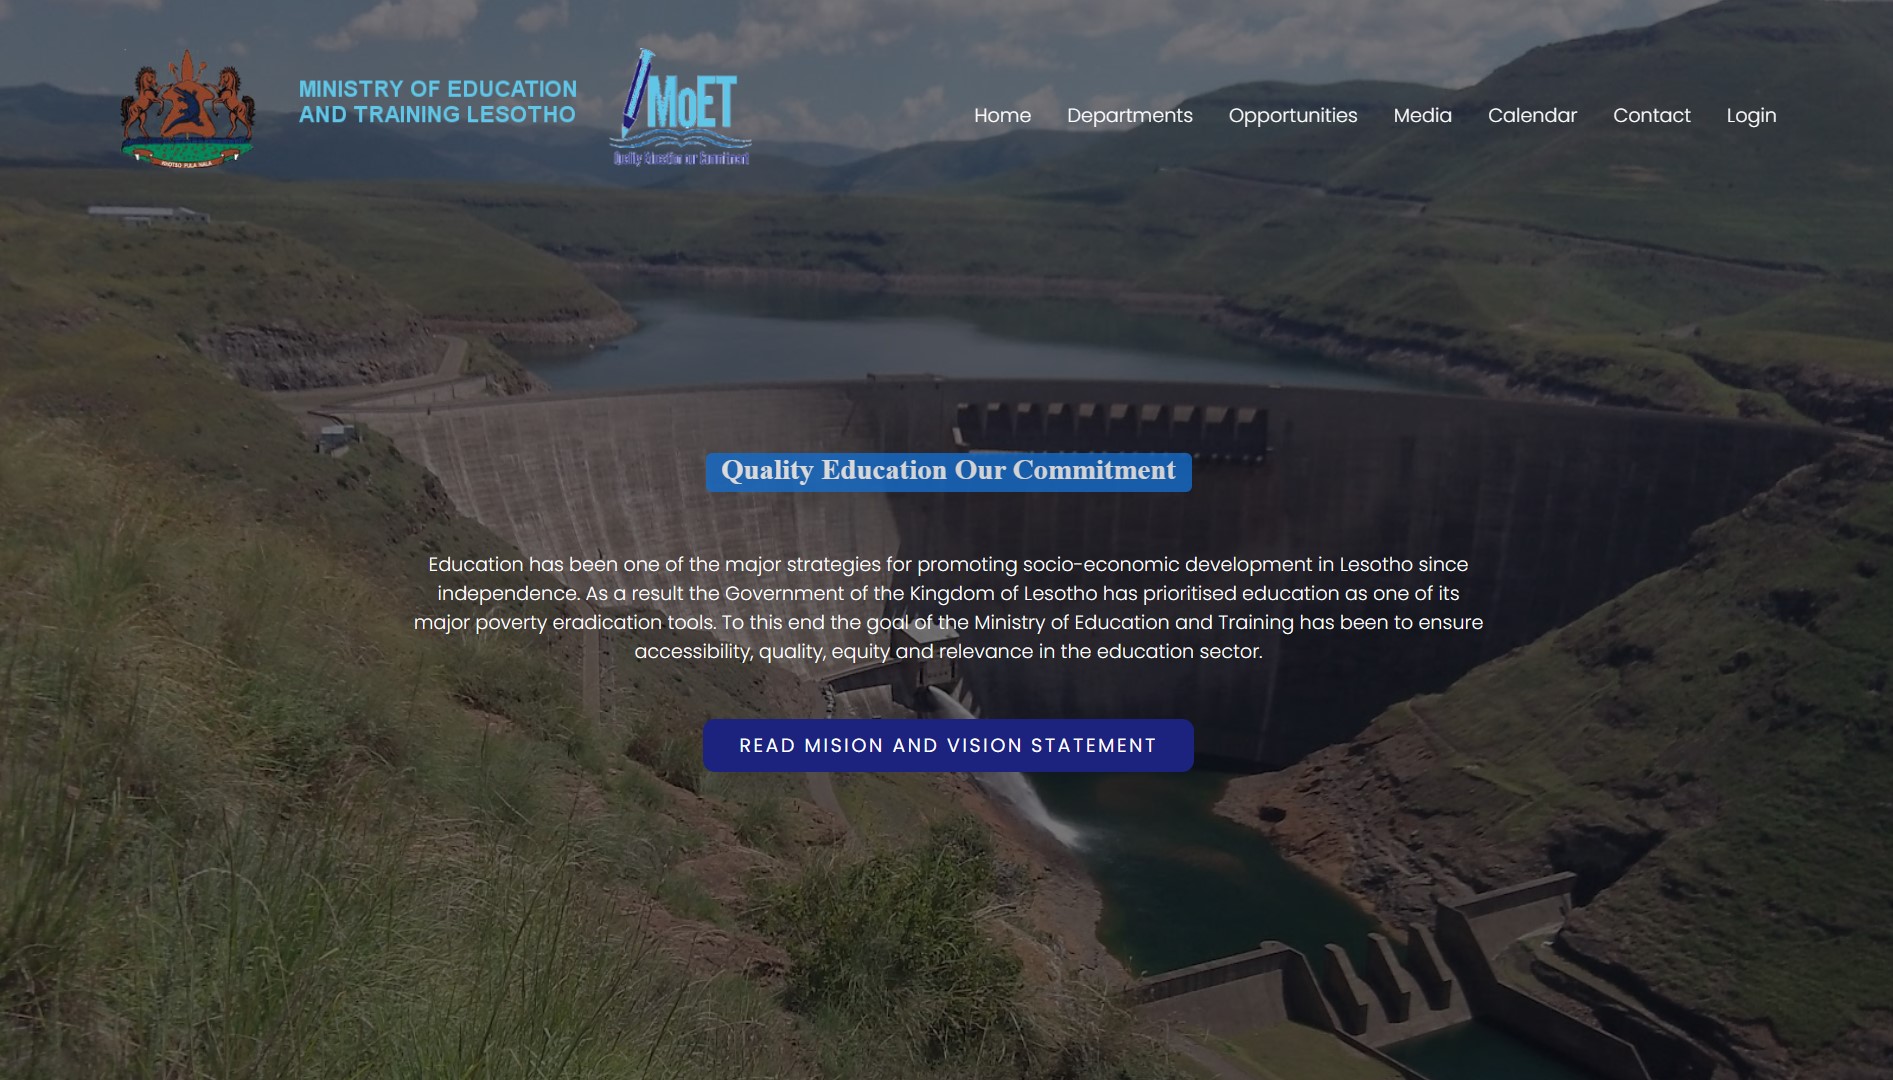 MINISTRY OF EDUCATION
AND TRAINING LESOTHO
KHOTSO PULA NALA
MoET
Quality Education our Commitment
Home Departments Opportunities Media Calendar Contact Login
Quality Education Our Commitment
Education has been one of the major strategies for promoting socio-economic development in Lesotho since
independence. As a result the Government of the Kingdom of Lesotho has prioritised education as one of its
major poverty eradication tools. To this end the goal of the Ministry of Education and Training has been to ensure
accessibility, quality, equity and relevance in the education sector.
READ MISION AND VISION STATEMENT